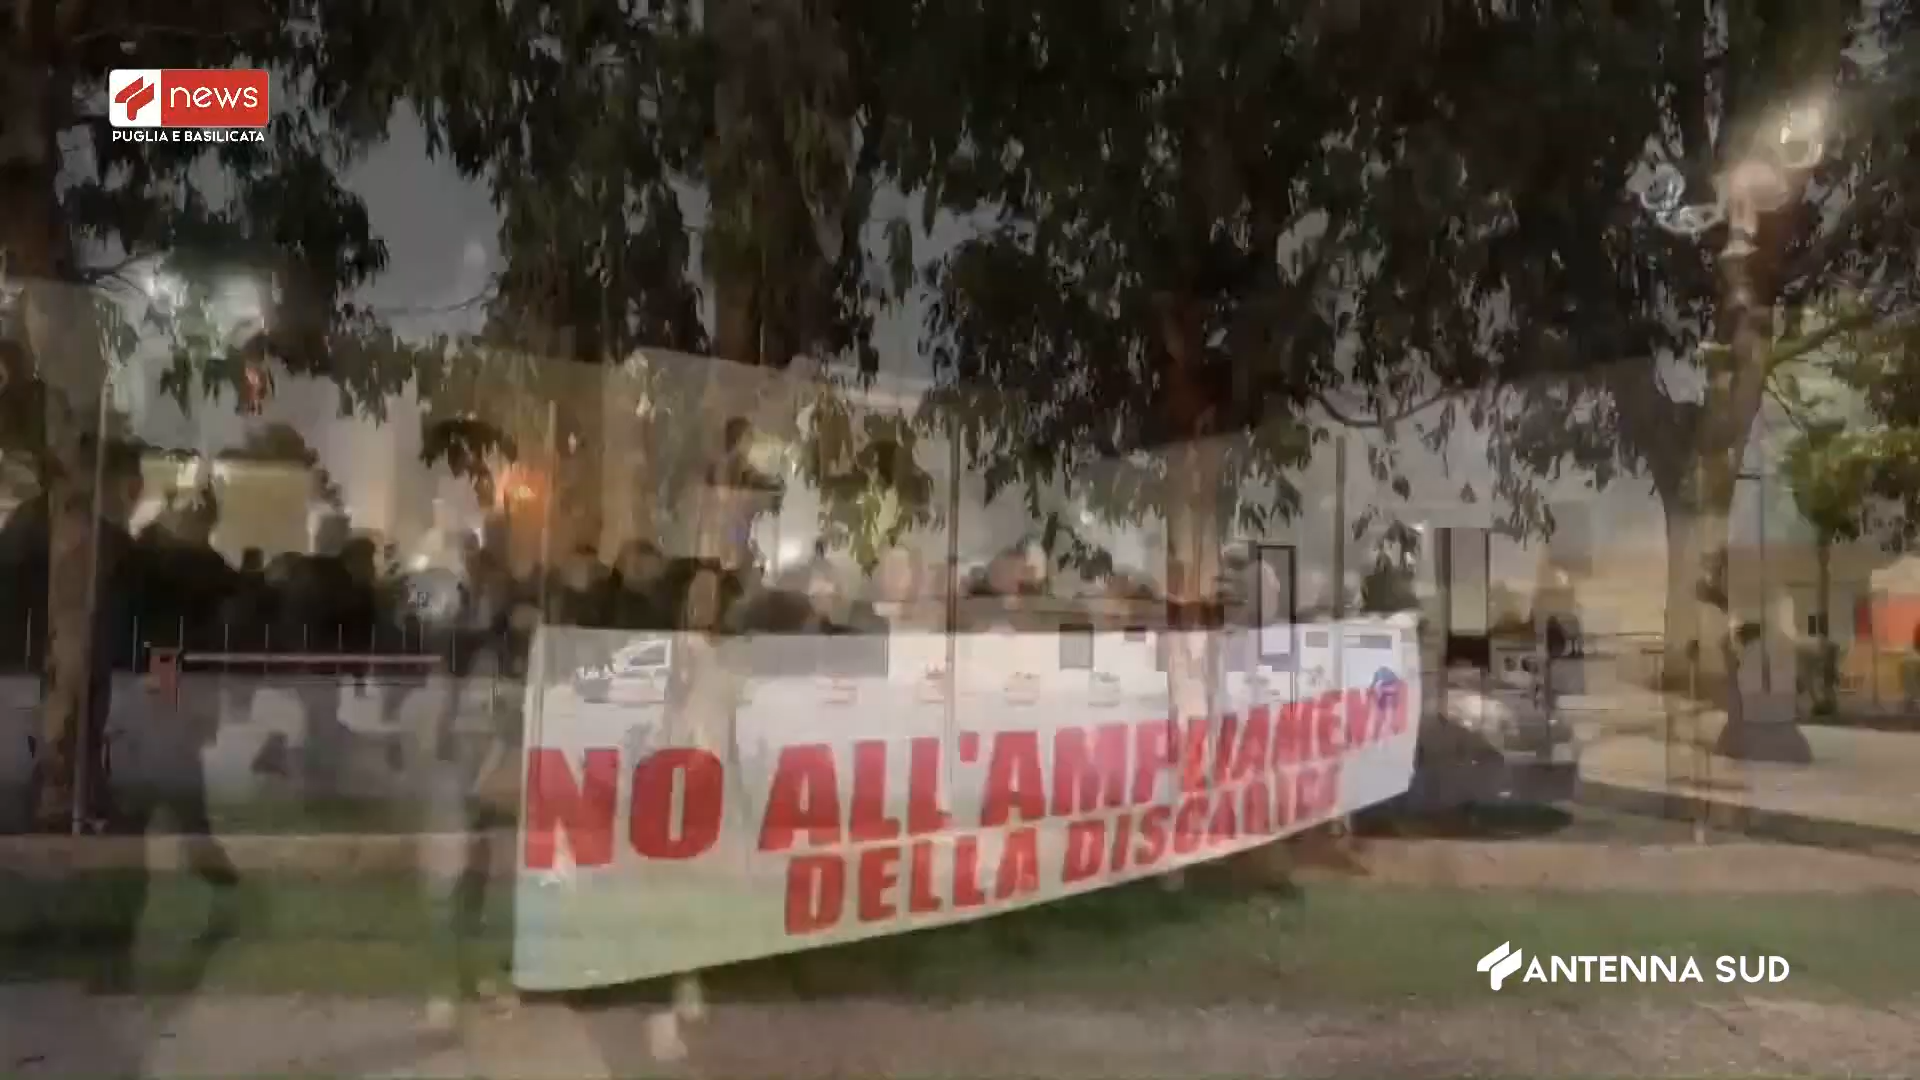 news
PUGLIA E BASILICATA
NO ALL'AMPLIAMENTO
DELLA DISCARICA
ANTENNA SUD